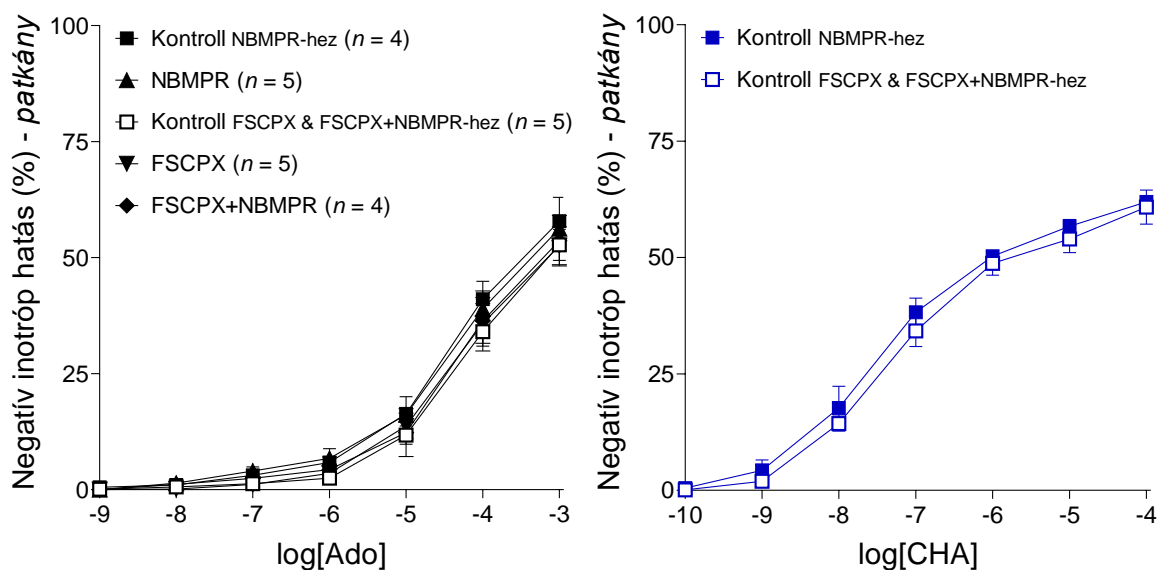 Negatív inotróp hatás (%) - patkány
100
75
50
25
0
Kontroll NBMPR-hez (n = 4)
NBMPR (n = 5)
Kontroll FSCPX & FSCPX+NBMPR-hez (n = 5)
FSCPX (n = 5)
FSCPX+NBMPR (n = 4)
-9 -8 -7 -6 -5 -4 -3
log[Ado]
Negatív inotróp hatás (%) - patkány
100
75
50
25
0
Kontroll NBMPR-hez
Kontroll FSCPX & FSCPX+NBMPR-hez
-10 -9 -8 -7 -6 -5 -4
log[CHA]